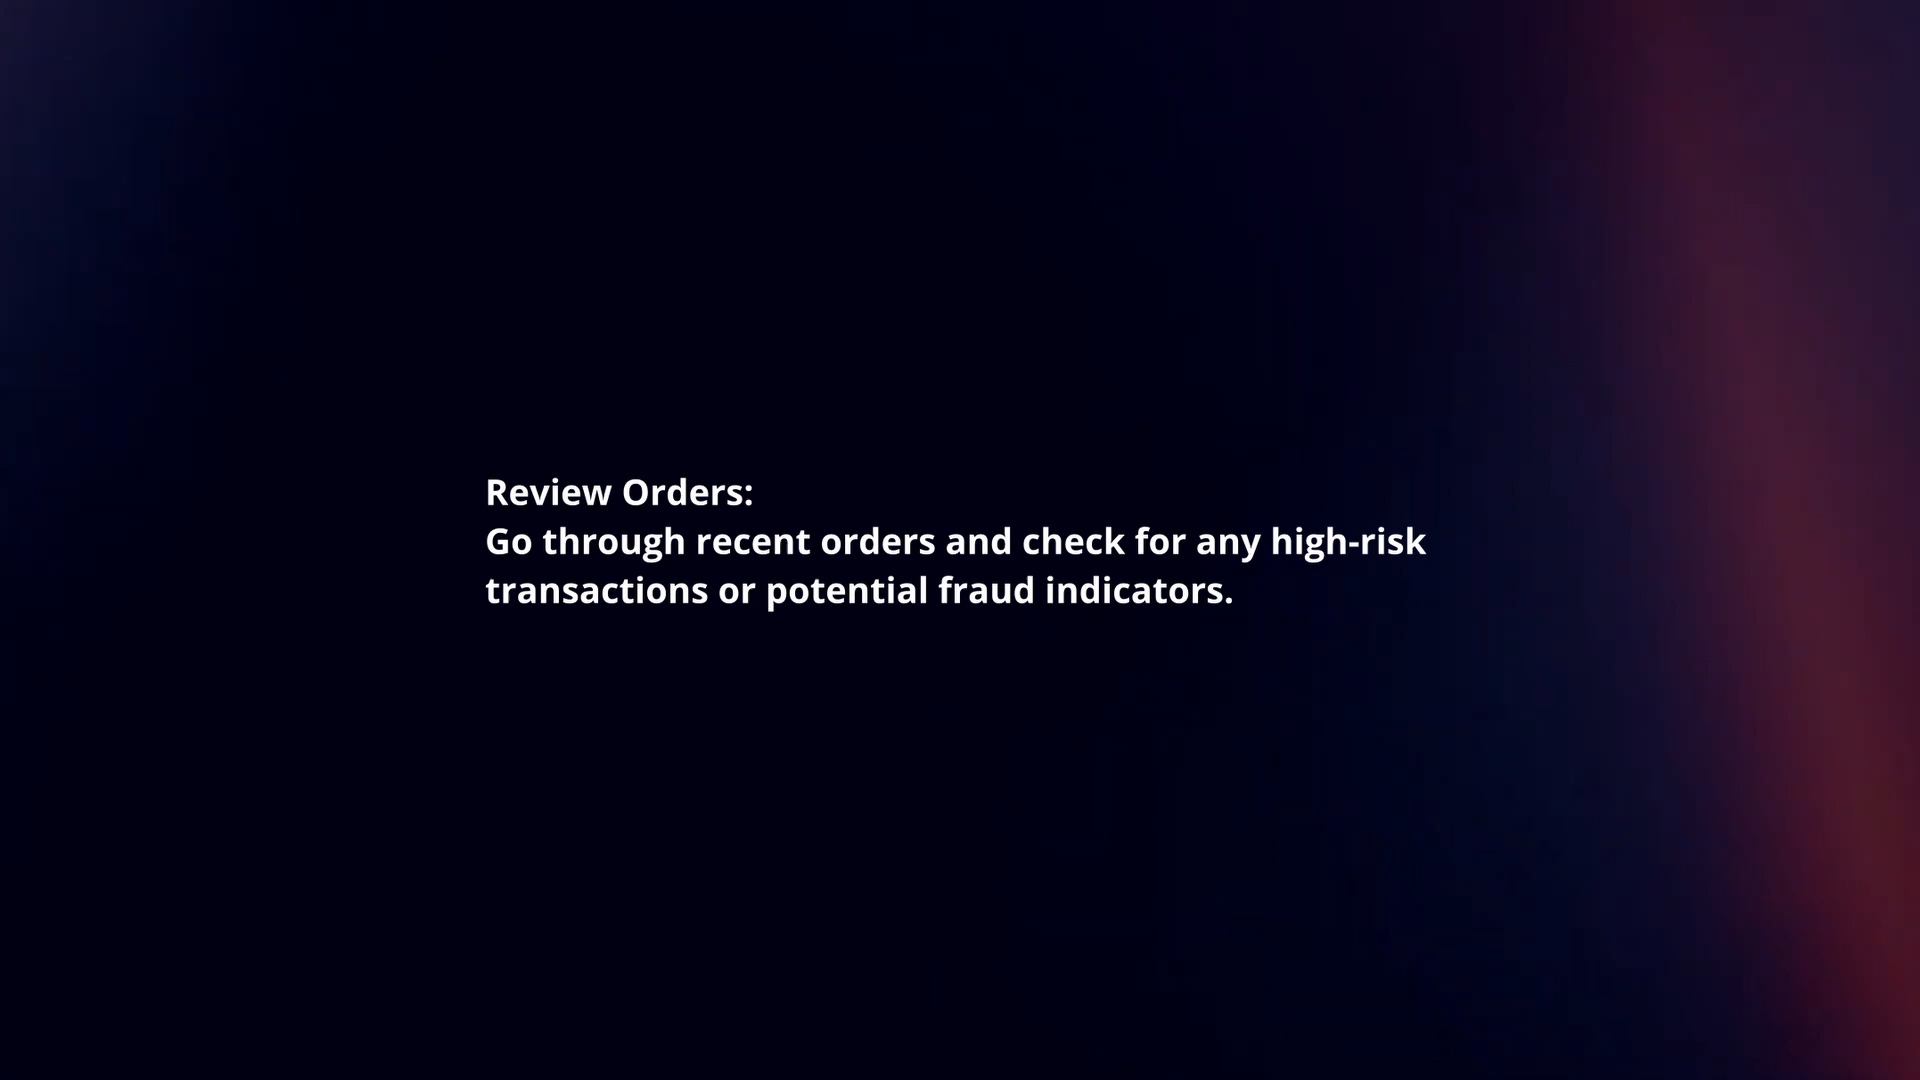 Review Orders:
Go through recent orders and check for any high-risk
transactions or potential fraud indicators.